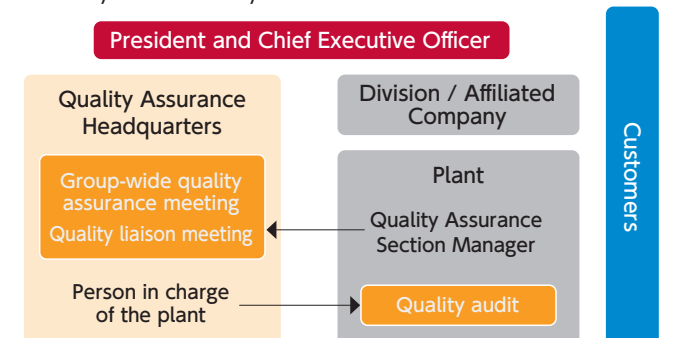 President and Chief Executive Officer
Quality Assurance
Headquarters
Group-wide quality
assurance meeting
Quality liaison meeting
Person in charge
of the plant
Division / Affiliated
Company
Plant
Quality Assurance
Section Manager
Quality audit
Customers